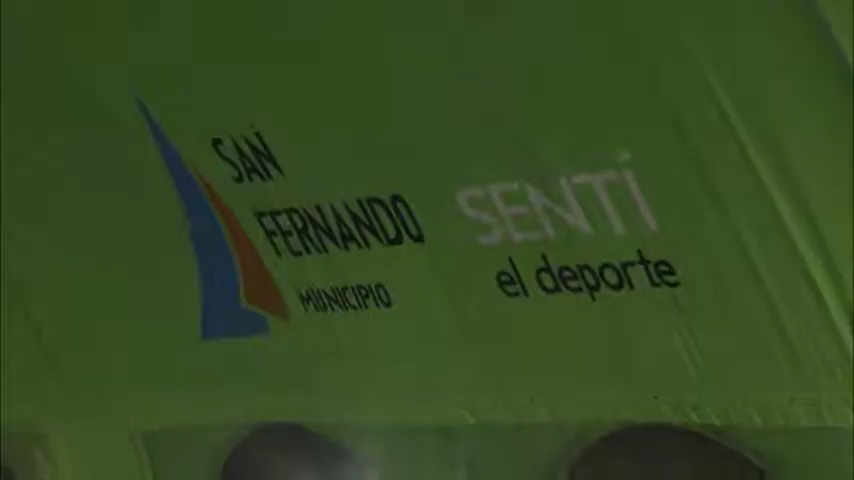 SAN
FERNANDO
MUNICIPIO
SENTÍ
el deporte